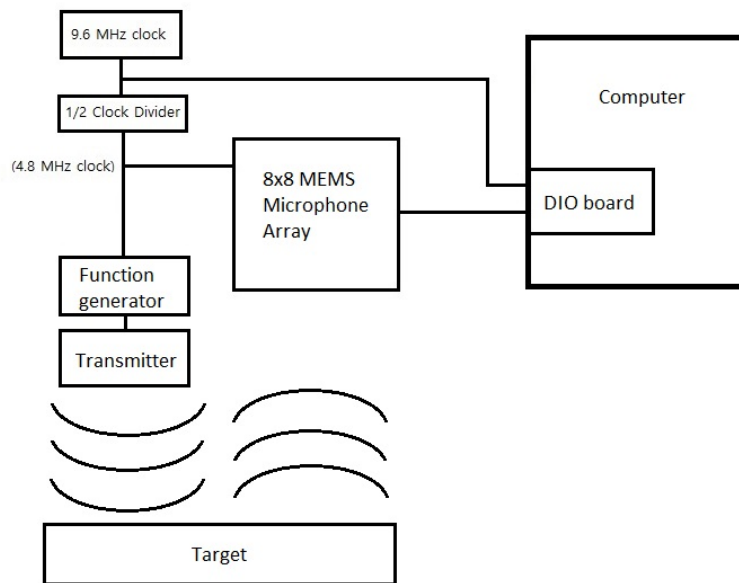 9.6 MHz clock
1/2 Clock Divider
(4.8 MHz clock)
8x8 MEMS
Microphone
Array
Computer
DIO board
Function
generator
Transmitter
Target